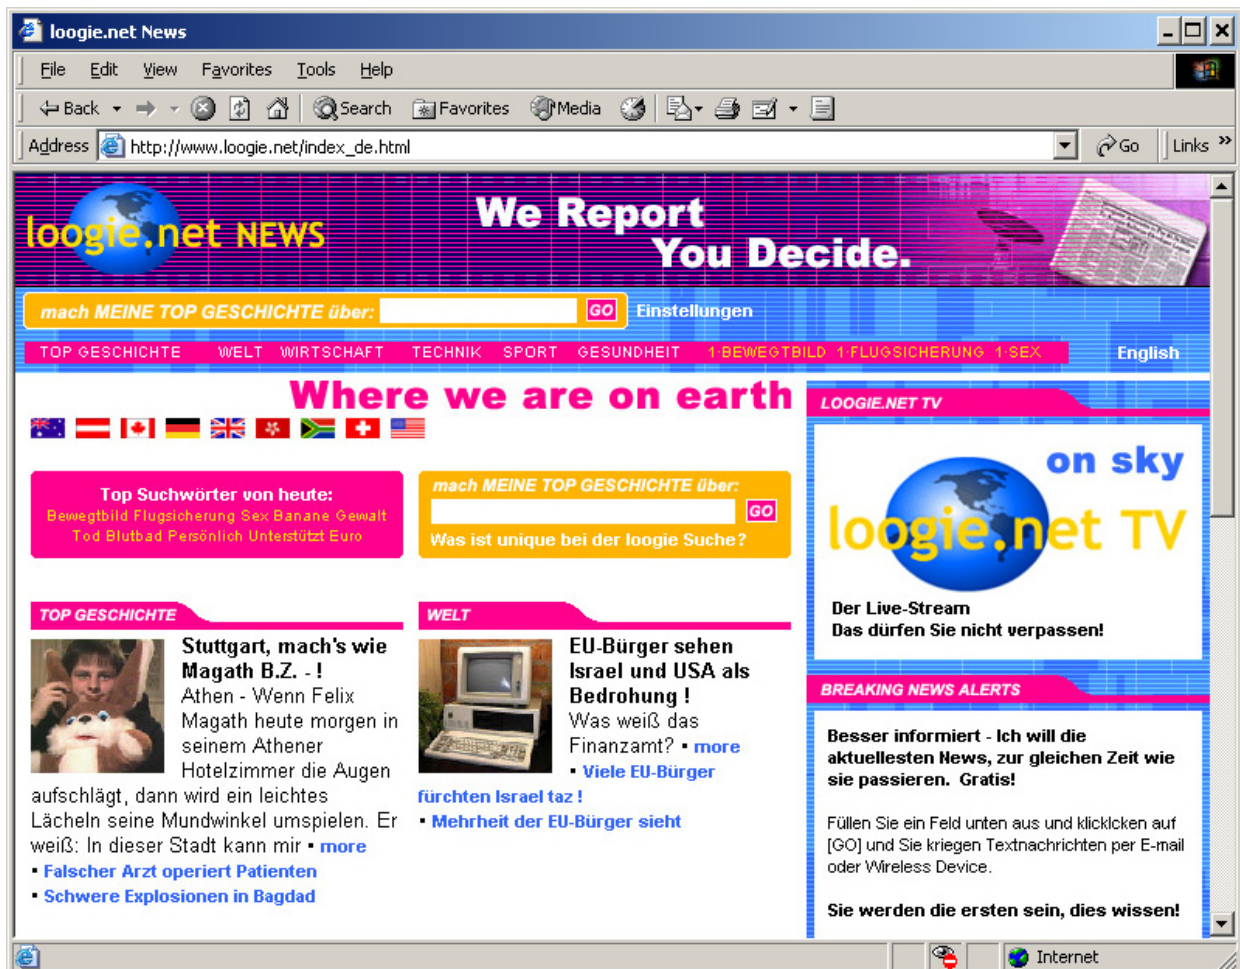 loogie.net News
File Edit View Favorites Tools Help
Back Search Favorites Media
Address http://www.loogie.net/index_de.html Go Links »
loogie.net NEWS
We Report
You Decide.
mach MEINE TOP GESCHICHTE über: GO Einstellungen
TOP GESCHICHTE WELT WIRTSCHAFT TECHNIK SPORT GESUNDHEIT 1·BEWEGTBILD 1·FLUGSICHERUNG 1·SEX English
Where we are on earth
Top Suchwörter von heute:
Bewegtbild Flugsicherung Sex Banane Gewalt
Tod Blutbad Persönlich Unterstützt Euro
mach MEINE TOP GESCHICHTE über:
GO
Was ist unique bei der loogie Suche?
TOP GESCHICHTE
Stuttgart, mach's wie
Magath B.Z. - !
Athen - Wenn Felix
Magath heute morgen in
seinem Athener
Hotelzimmer die Augen
aufschlägt, dann wird ein leichtes
Lächeln seine Mundwinkel umspielen. Er
weiß: In dieser Stadt kann mir ▪ more
▪ Falscher Arzt operiert Patienten
▪ Schwere Explosionen in Bagdad
WELT
EU-Bürger sehen
Israel und USA als
Bedrohung !
Was weiß das
Finanzamt? ▪ more
▪ Viele EU-Bürger
fürchten Israel taz !
▪ Mehrheit der EU-Bürger sieht
LOOGIE.NET TV
on sky
loogie.net TV
Der Live-Stream
Das dürfen Sie nicht verpassen!
BREAKING NEWS ALERTS
Besser informiert - Ich will die
aktuellesten News, zur gleichen Zeit wie
sie passieren. Gratis!
Füllen Sie ein Feld unten aus und klicklcken auf
[GO] und Sie kriegen Textnachrichten per E-mail
oder Wireless Device.
Sie werden die ersten sein, dies wissen!
Internet